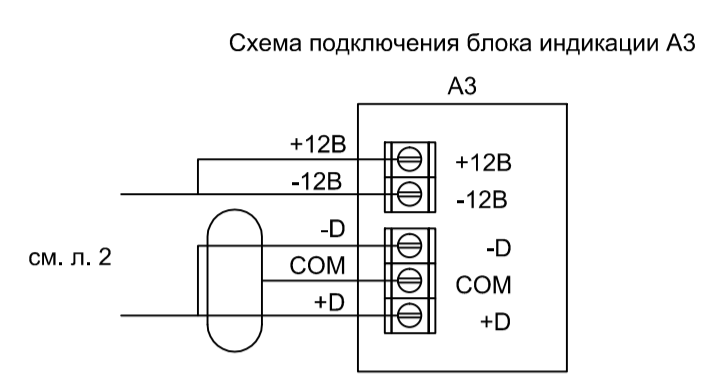 Схема подключения блока индикации А3
А3
+12В
+12В
-12В
-12В
-D
-D
см. л. 2
COM
COM
+D
+D